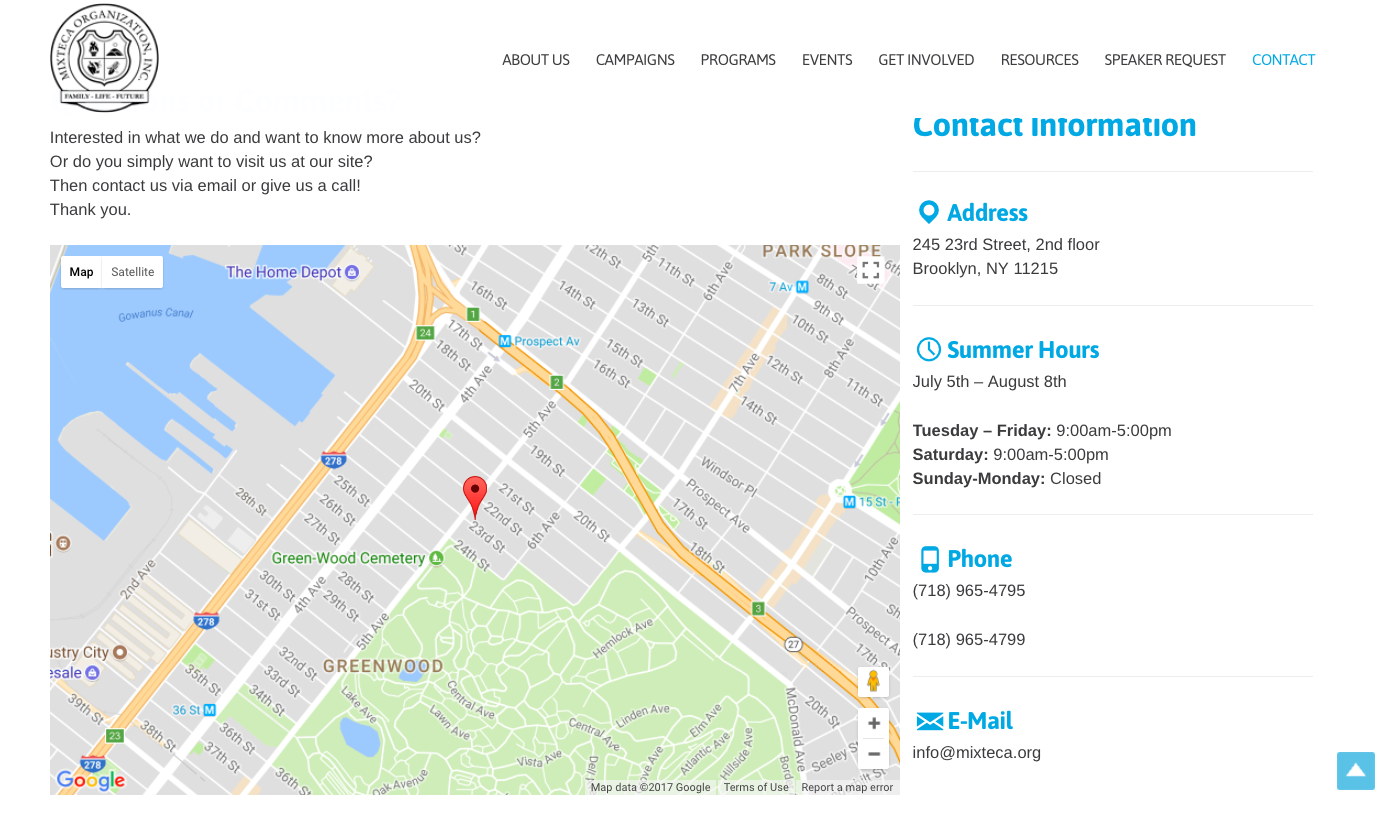 MIXTECA ORGANIZATION, INC.
FAMILY - LIFE - FUTURE
ABOUT US
CAMPAIGNS
PROGRAMS
EVENTS
GET INVOLVED
RESOURCES
SPEAKER REQUEST
CONTACT
Interested in what we do and want to know more about us?
Or do you simply want to visit us at our site?
Then contact us via email or give us a call!
Thank you.
Map
Satellite
The Home Depot
Gowanus Canal
PARK SLOPE
7 Av M
1
24
M Prospect Av
2
16th St
17th St
18th St
20th St
4th Ave
5th Ave
19th St
12th St
5th St
11th St
6th Ave
14th St
13th St
15th St
16th St
8th St
9th St
10th St
8th Ave
7th Ave
12th St
11th St
278
25th St
26th St
28th St
27th St
21st St
22nd St
23rd St
24th St
6th Ave
20th St
Windsor Pl
Prospect Ave
17th St
18th St
M 15 St - F
10th Ave
Green-Wood Cemetery
2nd Ave
30th St
31st St
4th Ave
28th St
29th St
5th Ave
278
3
27
Prospect Ave
17th St
ustry City
esale
GREENWOOD
Hemlock Ave
32nd St
33rd St
35th St
34th St
36 St M
39th St
38th St
37th St
36th St
23
278
Lake Ave
Central Ave
Lawn Ave
Vista Ave
Oak Avenue
Central Ave
Linden Ave
Elm Ave
Atlantic Ave
Hillside Ave
McDonald Ave
20th St
Seeley St
Google
Map data ©2017 Google
Terms of Use
Report a map error
Contact Information
Address
245 23rd Street, 2nd floor
Brooklyn, NY 11215
Summer Hours
July 5th – August 8th
Tuesday – Friday: 9:00am-5:00pm
Saturday: 9:00am-5:00pm
Sunday-Monday: Closed
Phone
(718) 965-4795
(718) 965-4799
E-Mail
info@mixteca.org